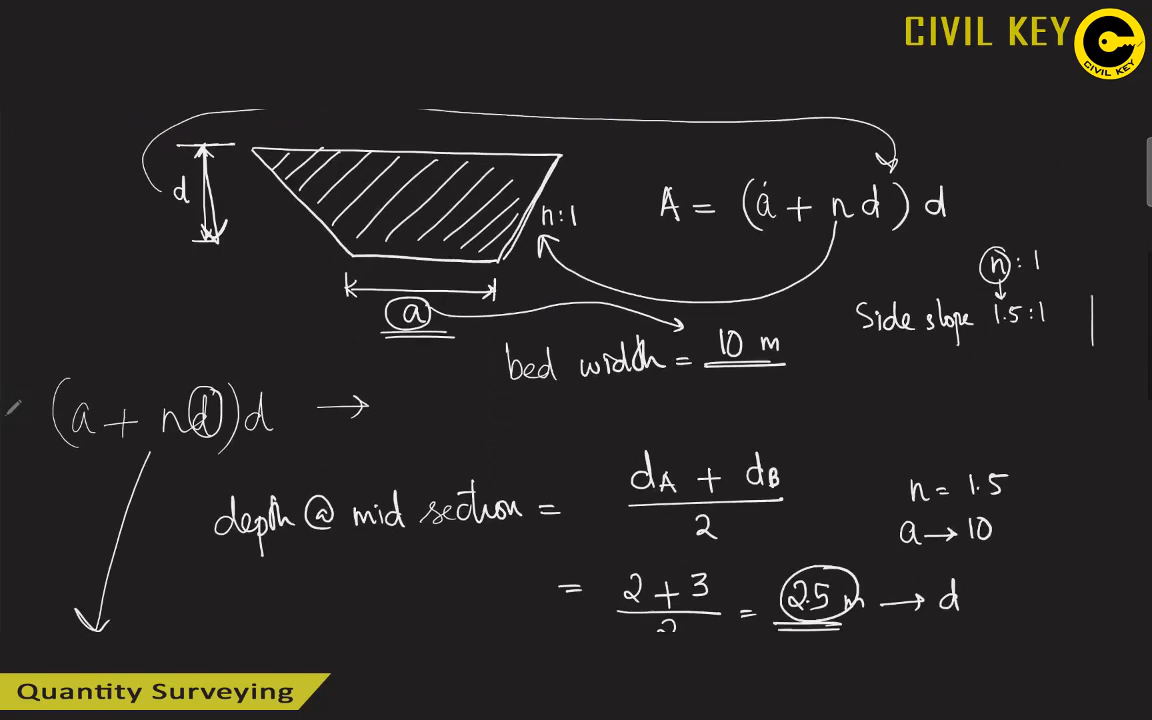 CIVIL KEY
CIVIL KEY
d
n:1
A = (a + nd) d
n : 1
a
Side slope 1.5:1
bed width = 10 m
(a + nd)d →
depth @ mid section = dA + dB / 2
n = 1.5
a → 10
= 2 + 3 / 2 = 2.5 m → d
Quantity Surveying